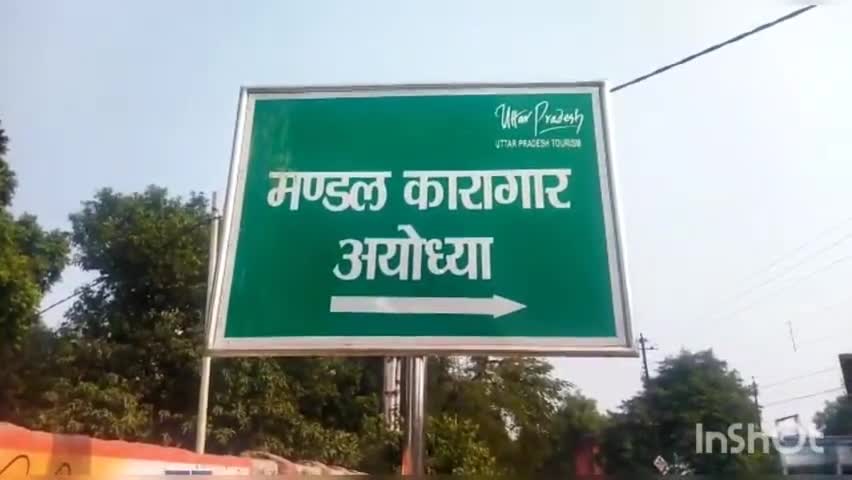 Uttar Pradesh
UTTAR PRADESH TOURISM
मण्डल कारागार
अयोध्या
InShOt